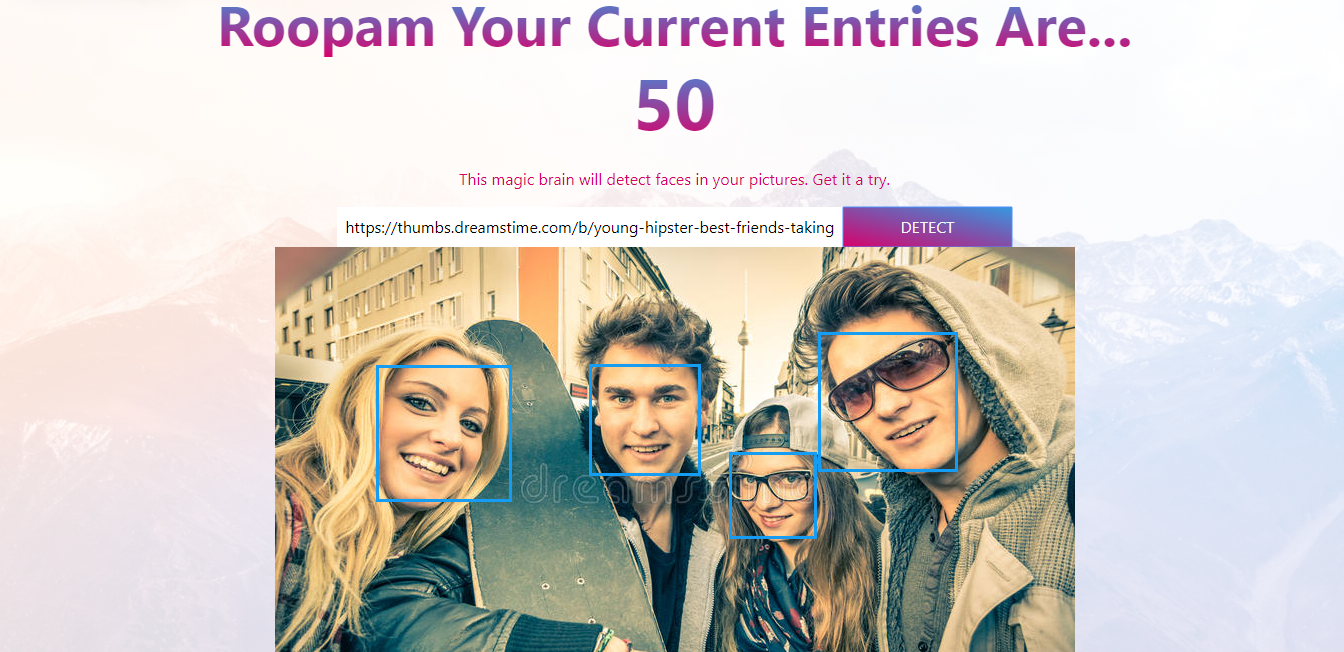 Roopam Your Current Entries Are...
50
This magic brain will detect faces in your pictures. Get it a try.
https://thumbs.dreamstime.com/b/young-hipster-best-friends-taking
DETECT
dreams